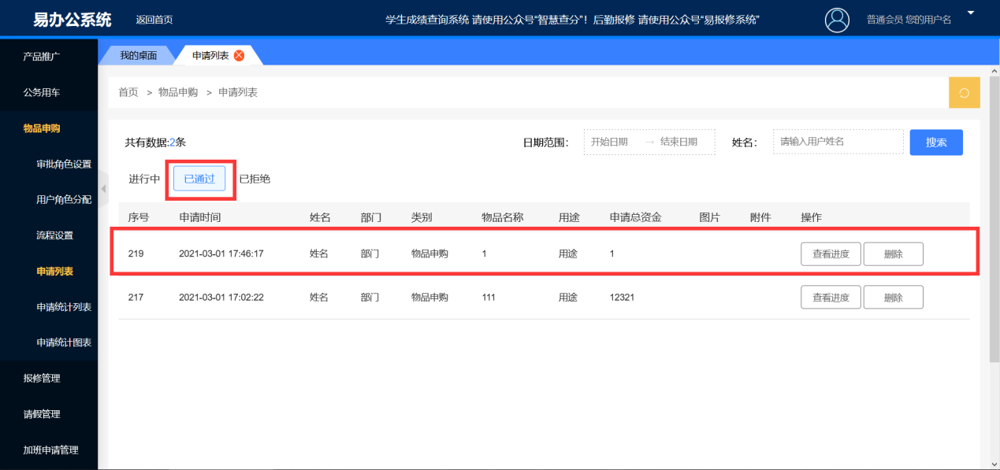 易办公系统 返回首页 学生成绩查询系统 请使用公众号“智慧查分”！后勤报修 请使用公众号“易报修系统” 普通会员 您的用户名
产品推广
公务用车
物品申购
审批角色设置
用户角色分配
流程设置
申请列表
申请统计列表
申请统计图表
报修管理
请假管理
加班申请管理
我的桌面 申请列表
首页 > 物品申购 > 申请列表
共有数据:2条 日期范围： 开始日期 → 结束日期 姓名： 请输入用户姓名 搜索
进行中 已通过 已拒绝
序号 申请时间 姓名 部门 类别 物品名称 用途 申请总资金 图片 附件 操作
219 2021-03-01 17:46:17 姓名 部门 物品申购 1 用途 1 查看进度 删除
217 2021-03-01 17:02:22 姓名 部门 物品申购 111 用途 12321 查看进度 删除